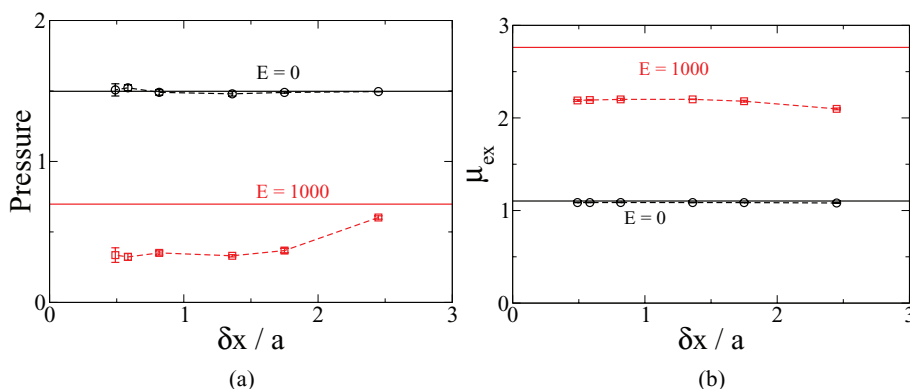 2
E = 0
Pressure
1
E = 1000
0
0 1 2 3
δx / a
(a)
3
E = 1000
2
μex
1
E = 0
0
0 1 2 3
δx / a
(b)